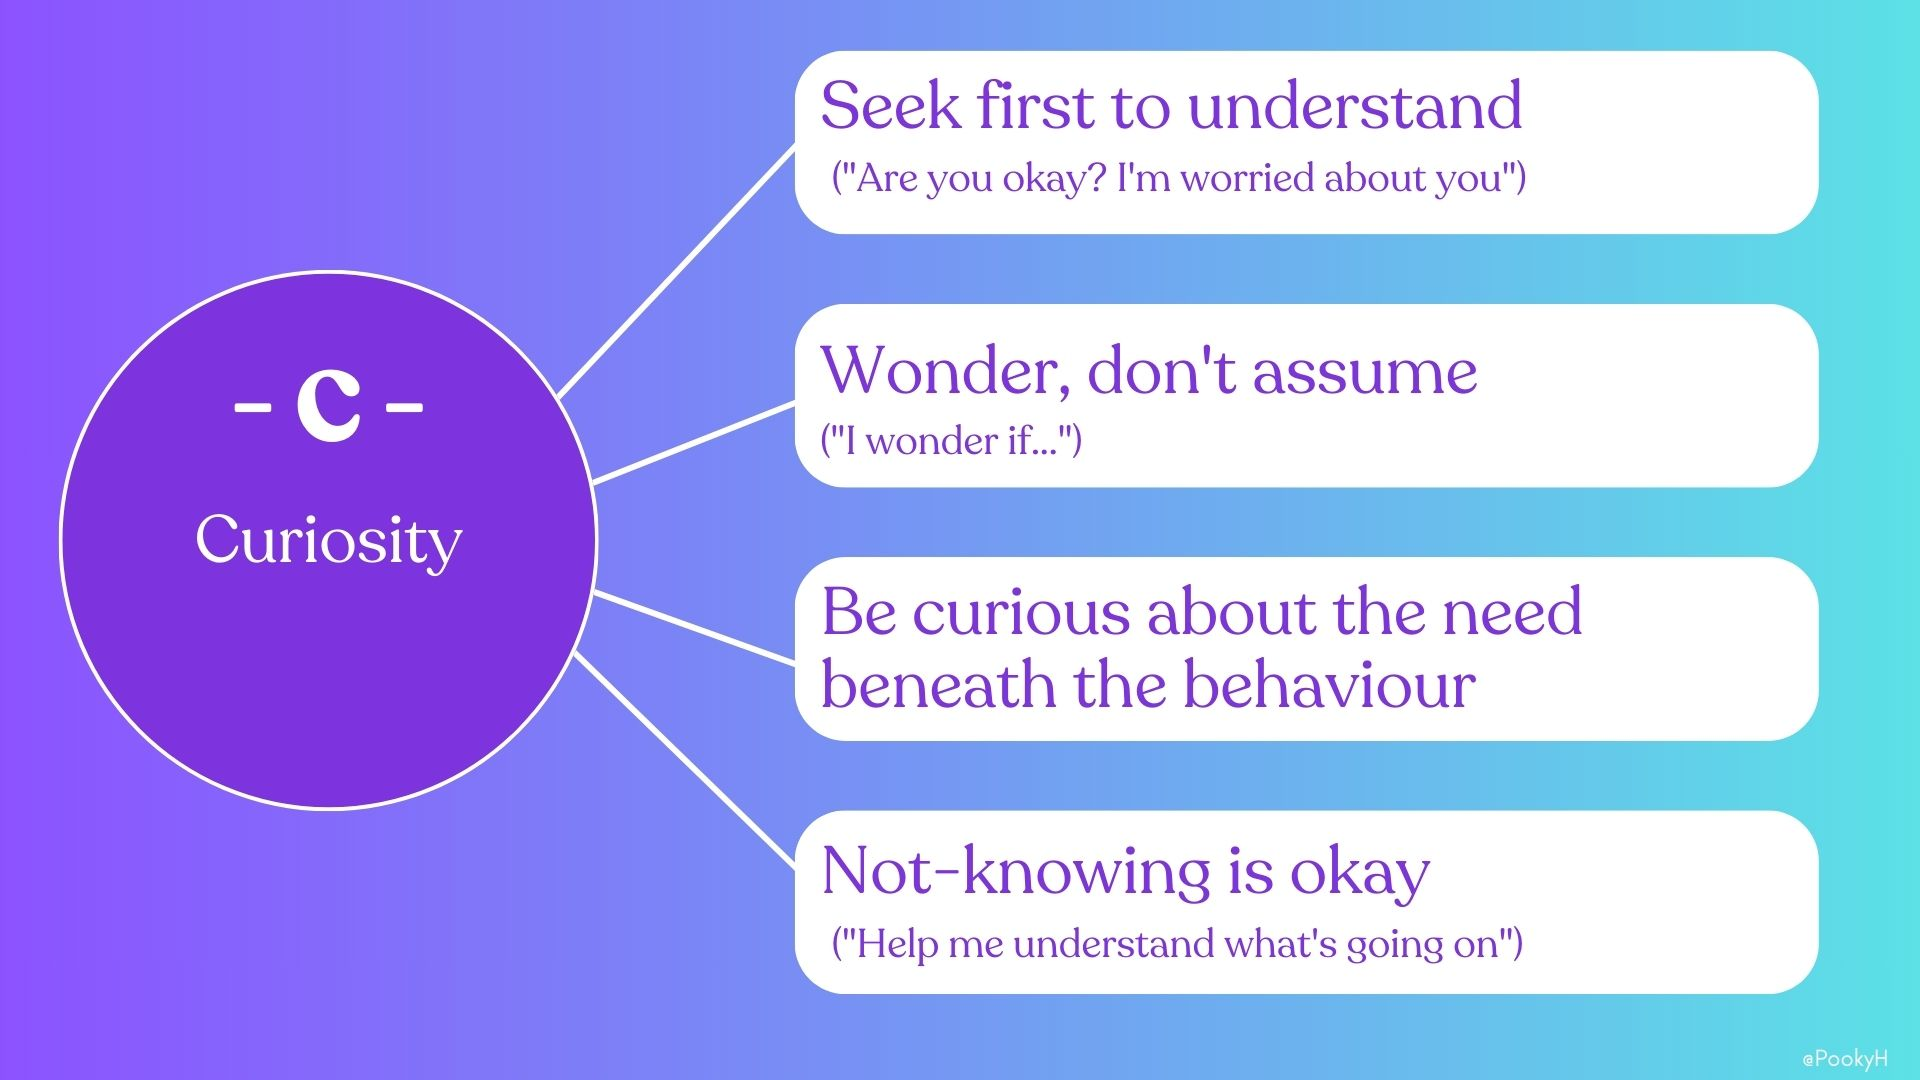 - C -
Curiosity
Seek first to understand
("Are you okay? I'm worried about you")
Wonder, don't assume
("I wonder if...")
Be curious about the need
beneath the behaviour
Not-knowing is okay
("Help me understand what's going on")
@PookyH